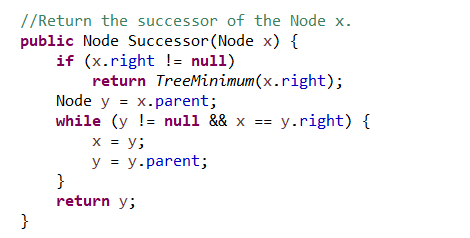 //Return the successor of the Node x.
public Node Successor(Node x) {
    if (x.right != null)
        return TreeMinimum(x.right);
    Node y = x.parent;
    while (y != null && x == y.right) {
        x = y;
        y = y.parent;
    }
    return y;
}